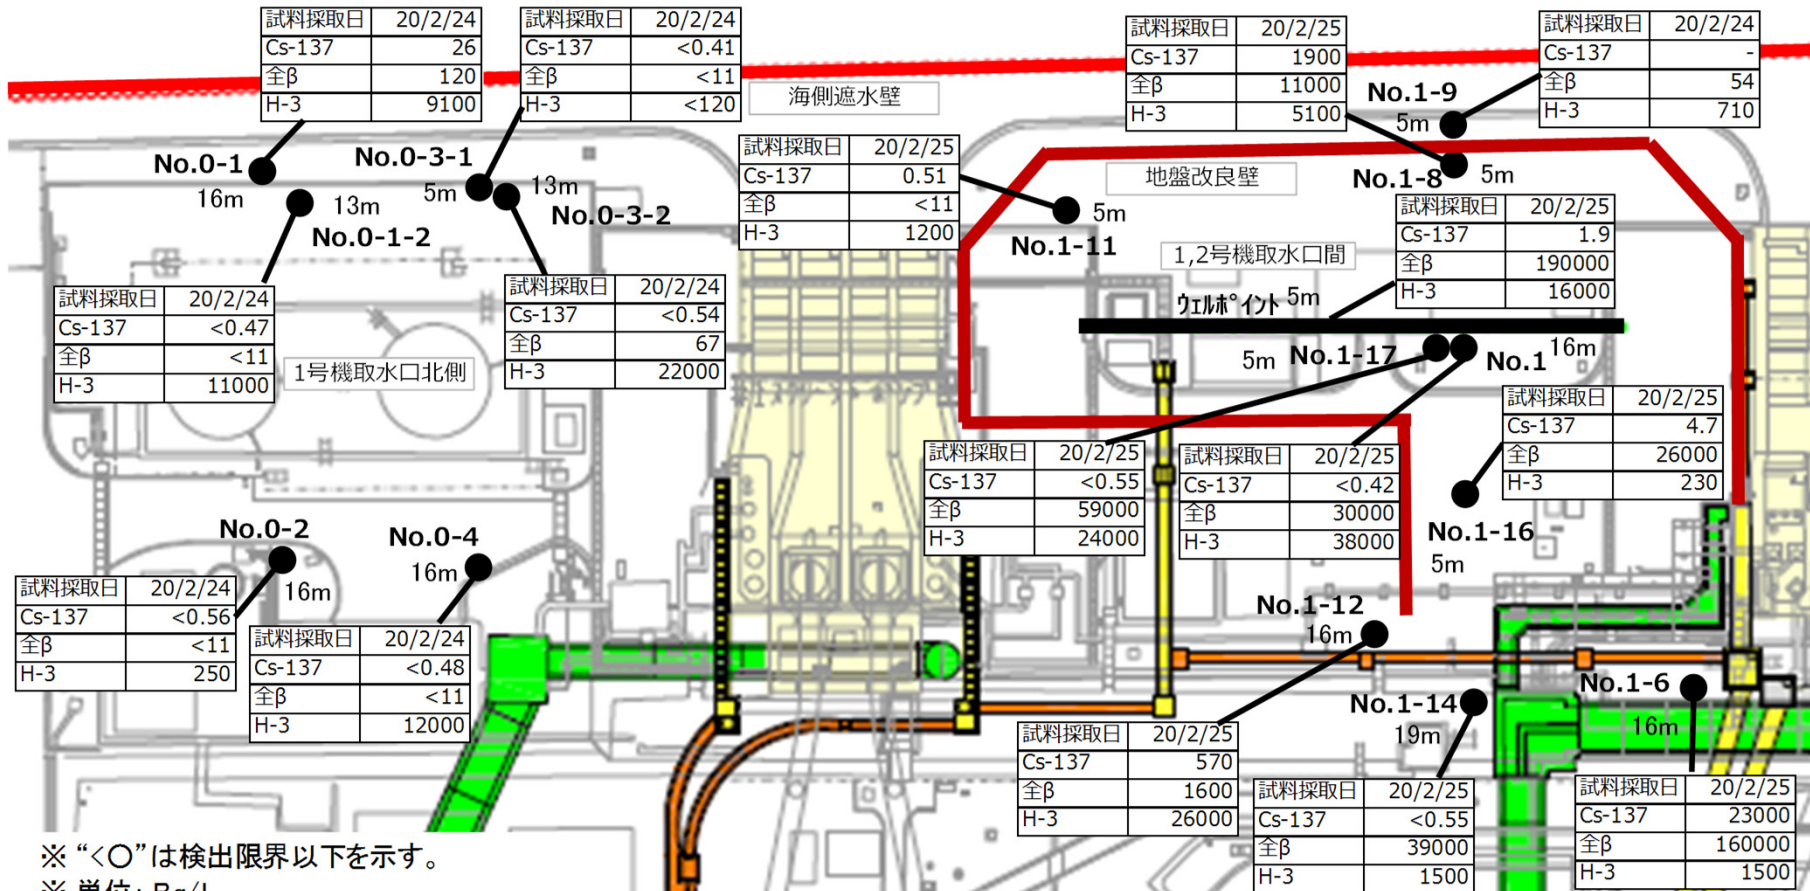 試料採取日 20/2/24
Cs-137 26
全β 120
H-3 9100
試料採取日 20/2/24
Cs-137 <0.41
全β <11
H-3 <120
海側遮水壁
試料採取日 20/2/25
Cs-137 1900
全β 11000
H-3 5100
試料採取日 20/2/24
Cs-137 -
全β 54
H-3 710
No.1-9
5m
No.0-1
16m
No.0-3-1
5m
13m
No.0-3-2
13m
No.0-1-2
試料採取日 20/2/25
Cs-137 0.51
全β <11
H-3 1200
5m
No.1-11
地盤改良壁
No.1-8
5m
試料採取日 20/2/25
Cs-137 1.9
全β 190000
H-3 16000
1,2号機取水口間
ウェルポイント 5m
試料採取日 20/2/24
Cs-137 <0.47
全β <11
H-3 11000
1号機取水口北側
試料採取日 20/2/24
Cs-137 <0.54
全β 67
H-3 22000
5m
No.1-17
No.1
16m
試料採取日 20/2/25
Cs-137 4.7
全β 26000
H-3 230
試料採取日 20/2/25
Cs-137 <0.55
全β 59000
H-3 24000
試料採取日 20/2/25
Cs-137 <0.42
全β 30000
H-3 38000
No.1-16
5m
No.0-2
16m
No.0-4
16m
試料採取日 20/2/24
Cs-137 <0.56
全β <11
H-3 250
試料採取日 20/2/24
Cs-137 <0.48
全β <11
H-3 12000
No.1-12
16m
No.1-14
19m
No.1-6
16m
試料採取日 20/2/25
Cs-137 570
全β 1600
H-3 26000
試料採取日 20/2/25
Cs-137 <0.55
全β 39000
H-3 1500
試料採取日 20/2/25
Cs-137 23000
全β 160000
H-3 1500
※ “<〇”は検出限界以下を示す。
※ 単位: Bq/L